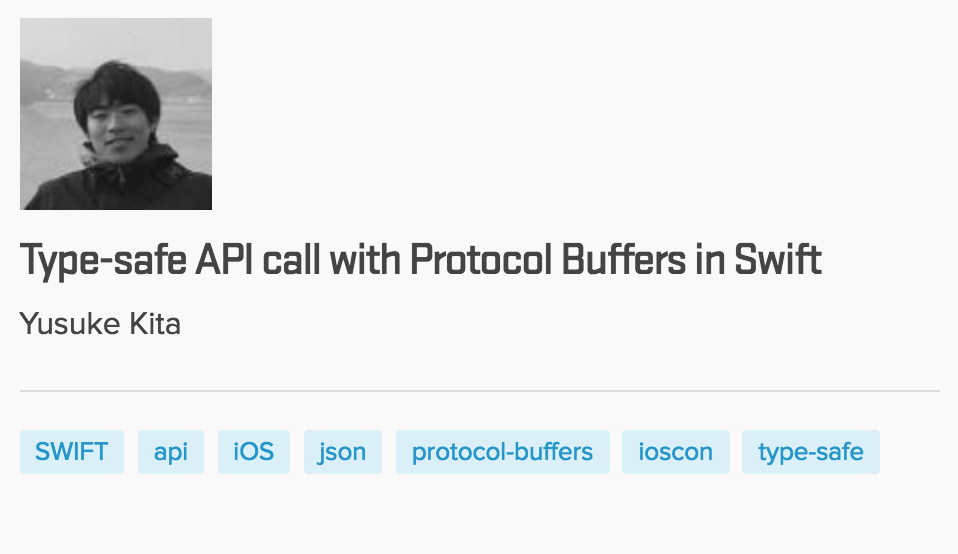 Type-safe API call with Protocol Buffers in Swift
Yusuke Kita
SWIFT api iOS json protocol-buffers ioscon type-safe